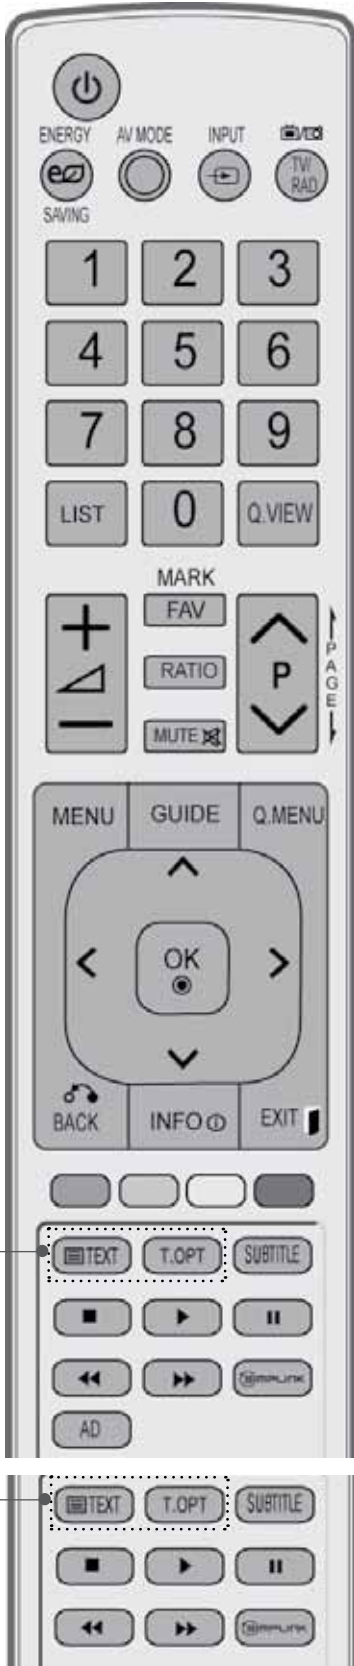 ENERGY AV MODE INPUT
TV/
RAD
SAVING
1 2 3
4 5 6
7 8 9
LIST 0 Q.VIEW
MARK
FAV
RATIO P
MUTE
PAGE
MENU GUIDE Q.MENU
OK
BACK INFO EXIT
TEXT T.OPT SUBTITLE
SIMPLINK
AD
TEXT T.OPT SUBTITLE
SIMPLINK